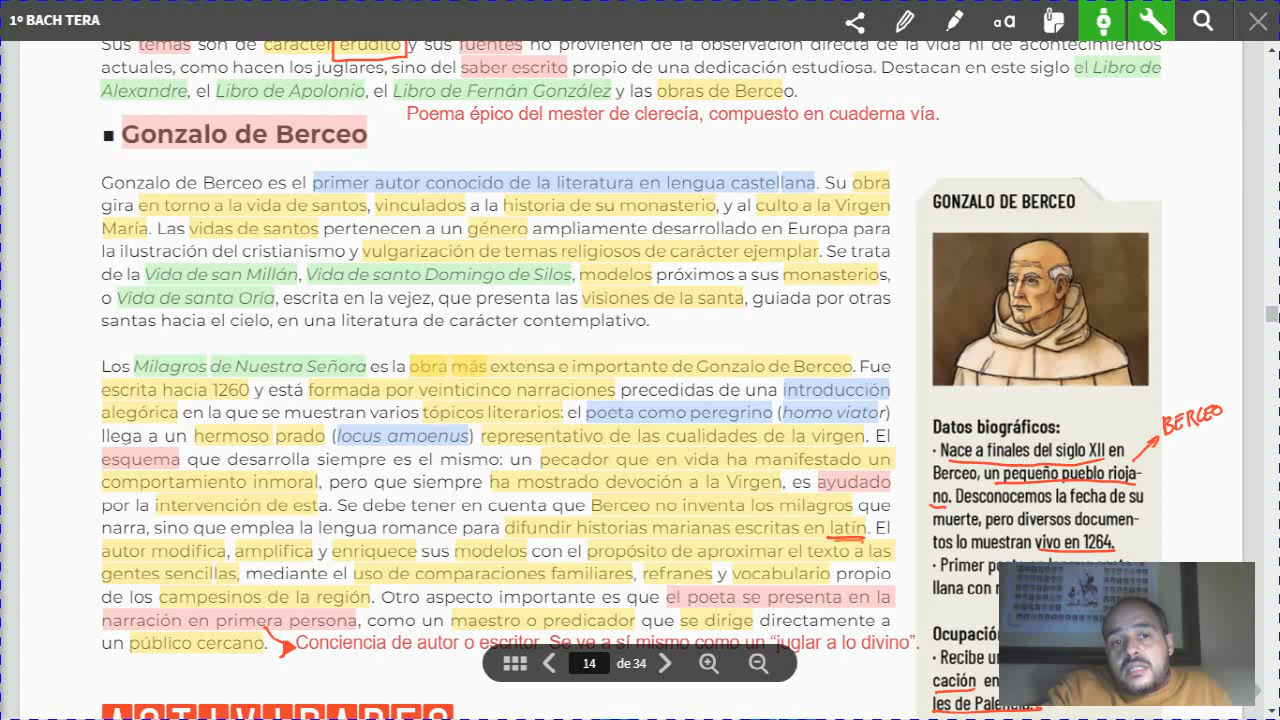 1º BACH TERA
aa
Sus temas son de carácter erudito y sus fuentes no provienen de la observación directa de la vida ni de acontecimientos
actuales, como hacen los juglares, sino del saber escrito propio de una dedicación estudiosa. Destacan en este siglo el Libro de
Alexandre, el Libro de Apolonio, el Libro de Fernán González y las obras de Berceo.
Poema épico del mester de clerecía, compuesto en cuaderna vía.
■ Gonzalo de Berceo
Gonzalo de Berceo es el primer autor conocido de la literatura en lengua castellana. Su obra
gira en torno a la vida de santos, vinculados a la historia de su monasterio, y al culto a la Virgen
María. Las vidas de santos pertenecen a un género ampliamente desarrollado en Europa para
la ilustración del cristianismo y vulgarización de temas religiosos de carácter ejemplar. Se trata
de la Vida de san Millán, Vida de santo Domingo de Silos, modelos próximos a sus monasterios,
o Vida de santa Oria, escrita en la vejez, que presenta las visiones de la santa, guiada por otras
santas hacia el cielo, en una literatura de carácter contemplativo.
Los Milagros de Nuestra Señora es la obra más extensa e importante de Gonzalo de Berceo. Fue
escrita hacia 1260 y está formada por veinticinco narraciones precedidas de una introducción
alegórica en la que se muestran varios tópicos literarios: el poeta como peregrino (homo viator)
llega a un hermoso prado (locus amoenus) representativo de las cualidades de la virgen. El
esquema que desarrolla siempre es el mismo: un pecador que en vida ha manifestado un
comportamiento inmoral, pero que siempre ha mostrado devoción a la Virgen, es ayudado
por la intervención de esta. Se debe tener en cuenta que Berceo no inventa los milagros que
narra, sino que emplea la lengua romance para difundir historias marianas escritas en latín. El
autor modifica, amplifica y enriquece sus modelos con el propósito de aproximar el texto a las
gentes sencillas, mediante el uso de comparaciones familiares, refranes y vocabulario propio
de los campesinos de la región. Otro aspecto importante es que el poeta se presenta en la
narración en primera persona, como un maestro o predicador que se dirige directamente a
un público cercano.
Conciencia de autor o escritor. Se ve a sí mismo como un “juglar a lo divino”.
14 de 34
ACTIVIDADES
GONZALO DE BERCEO
BERCEO
Datos biográficos:
· Nace a finales del siglo XII en
Berceo, un pequeño pueblo rioja-
no. Desconocemos la fecha de su
muerte, pero diversos documen-
tos lo muestran vivo en 1264.
· Primer
llana con
Ocupación
· Recibe
cación en
les de Palencia.